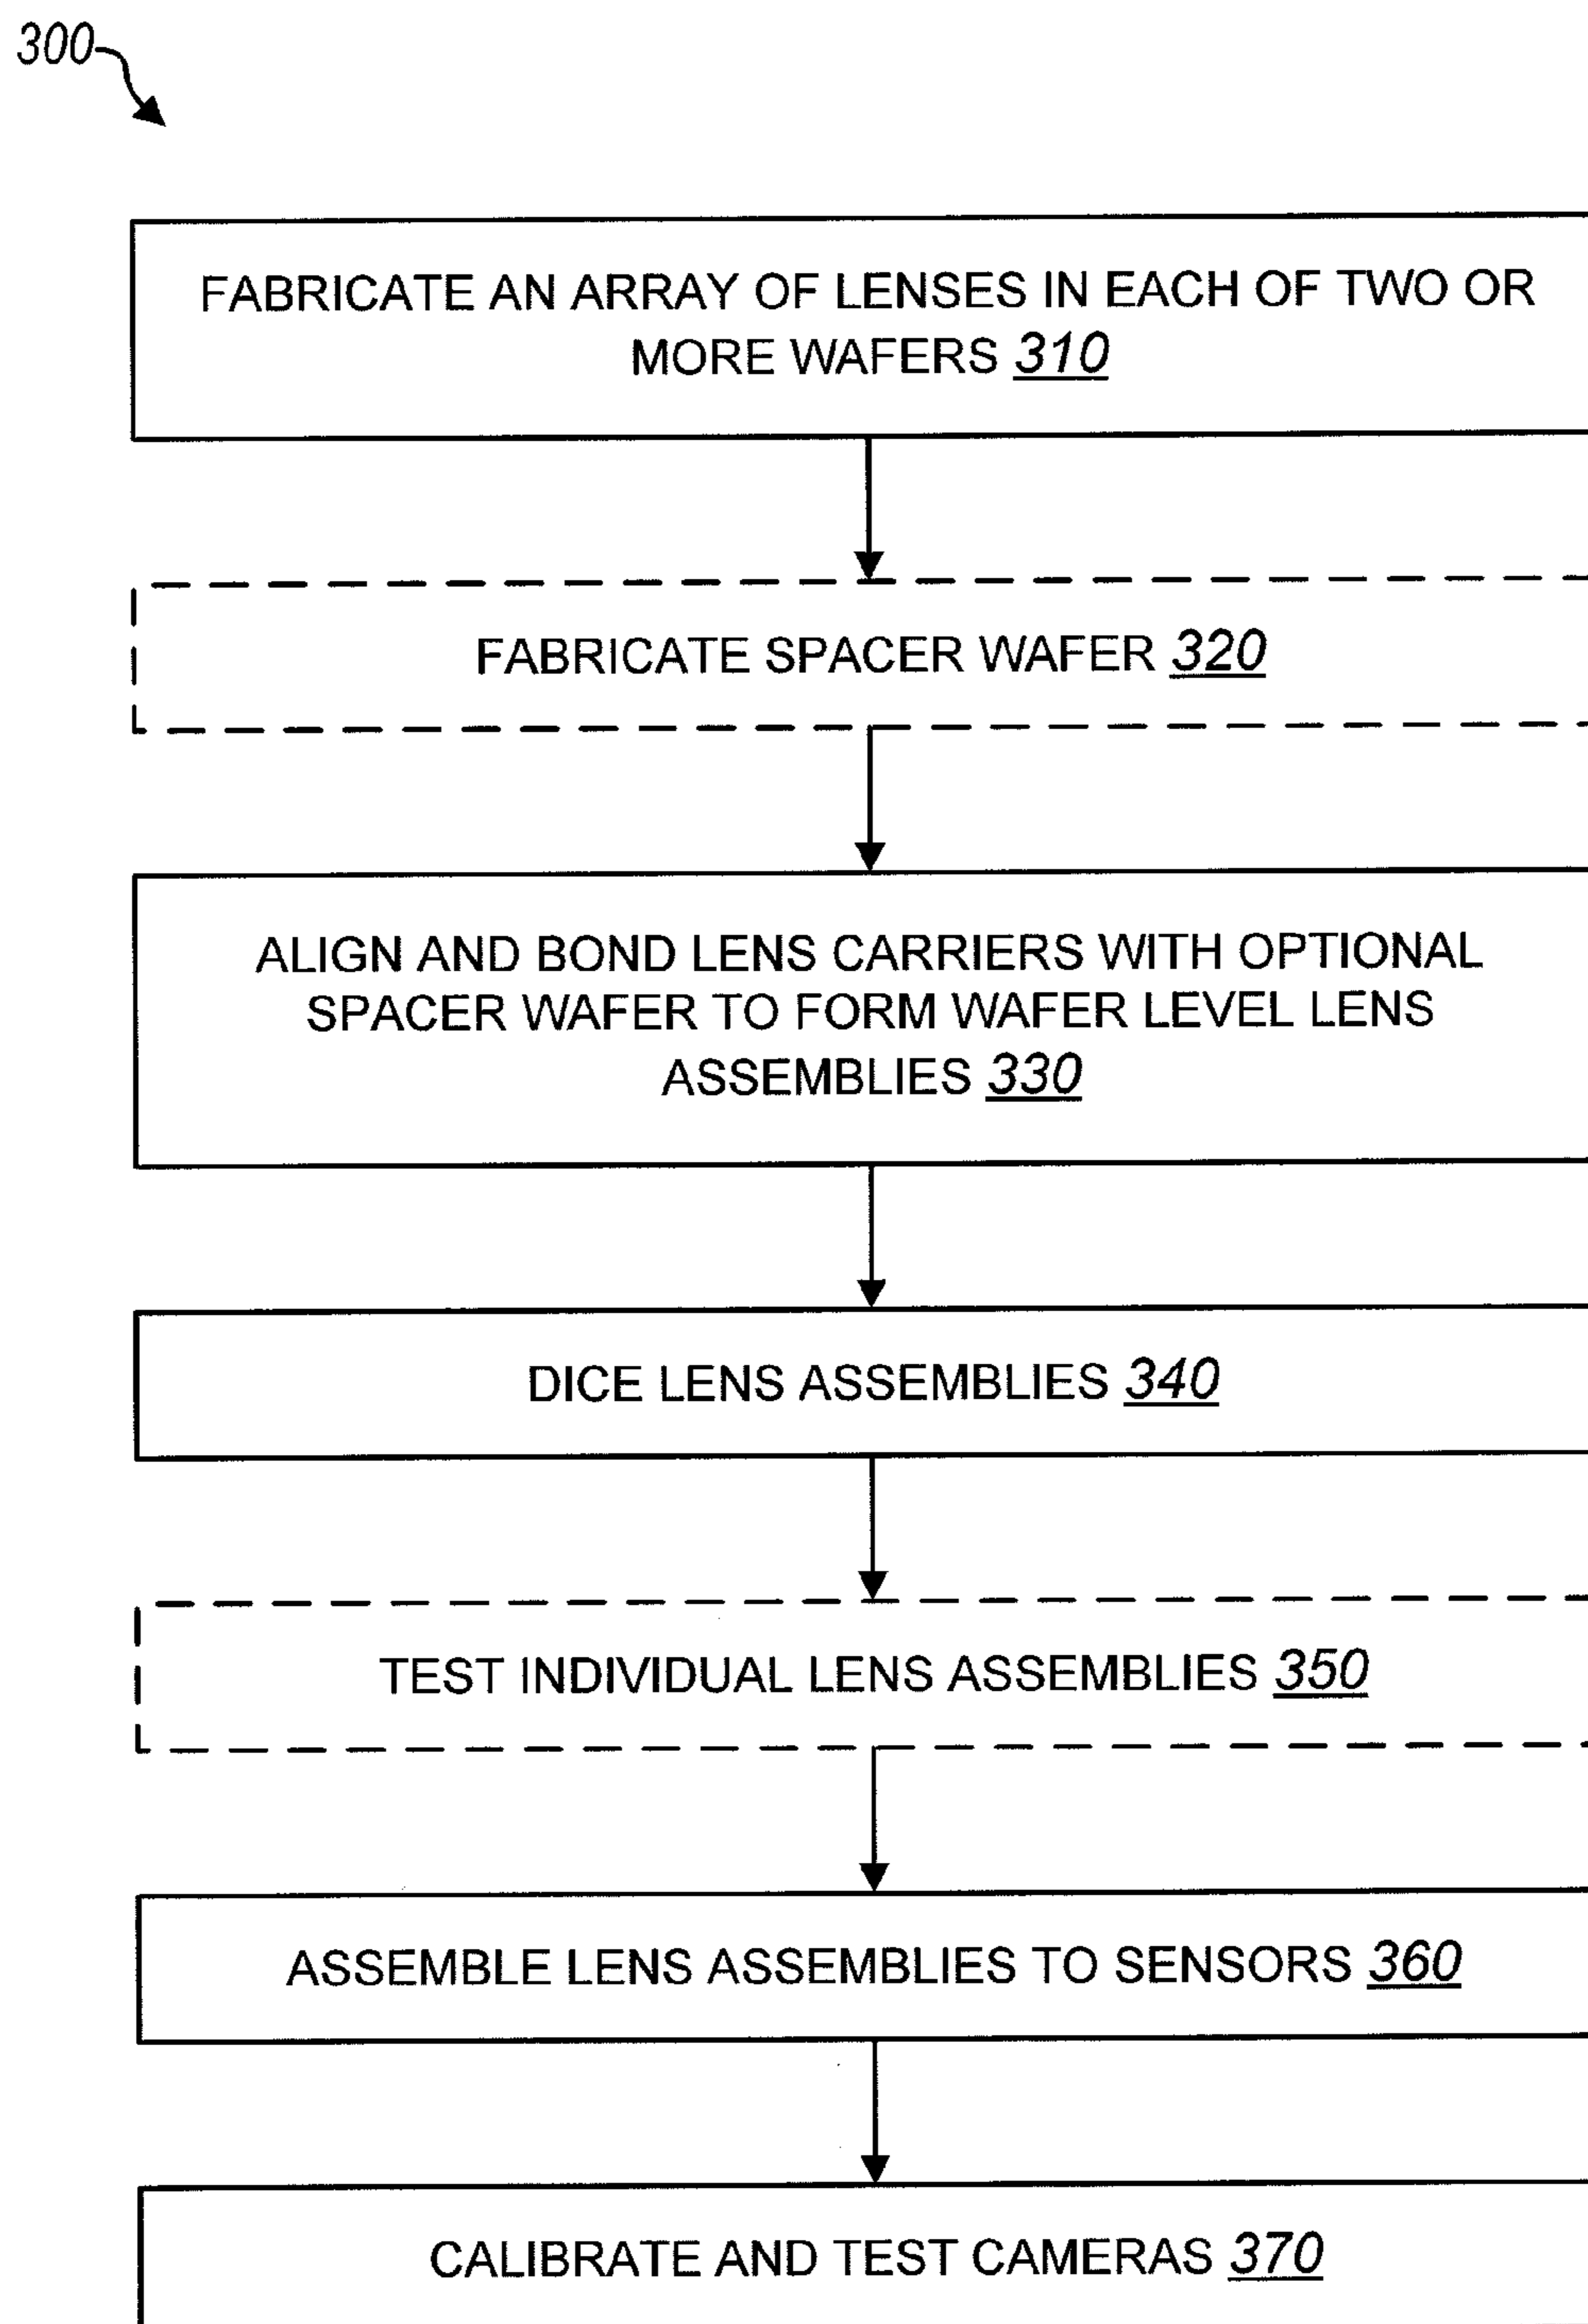 300
FABRICATE AN ARRAY OF LENSES IN EACH OF TWO OR
MORE WAFERS 310
FABRICATE SPACER WAFER 320
ALIGN AND BOND LENS CARRIERS WITH OPTIONAL
SPACER WAFER TO FORM WAFER LEVEL LENS
ASSEMBLIES 330
DICE LENS ASSEMBLIES 340
TEST INDIVIDUAL LENS ASSEMBLIES 350
ASSEMBLE LENS ASSEMBLIES TO SENSORS 360
CALIBRATE AND TEST CAMERAS 370